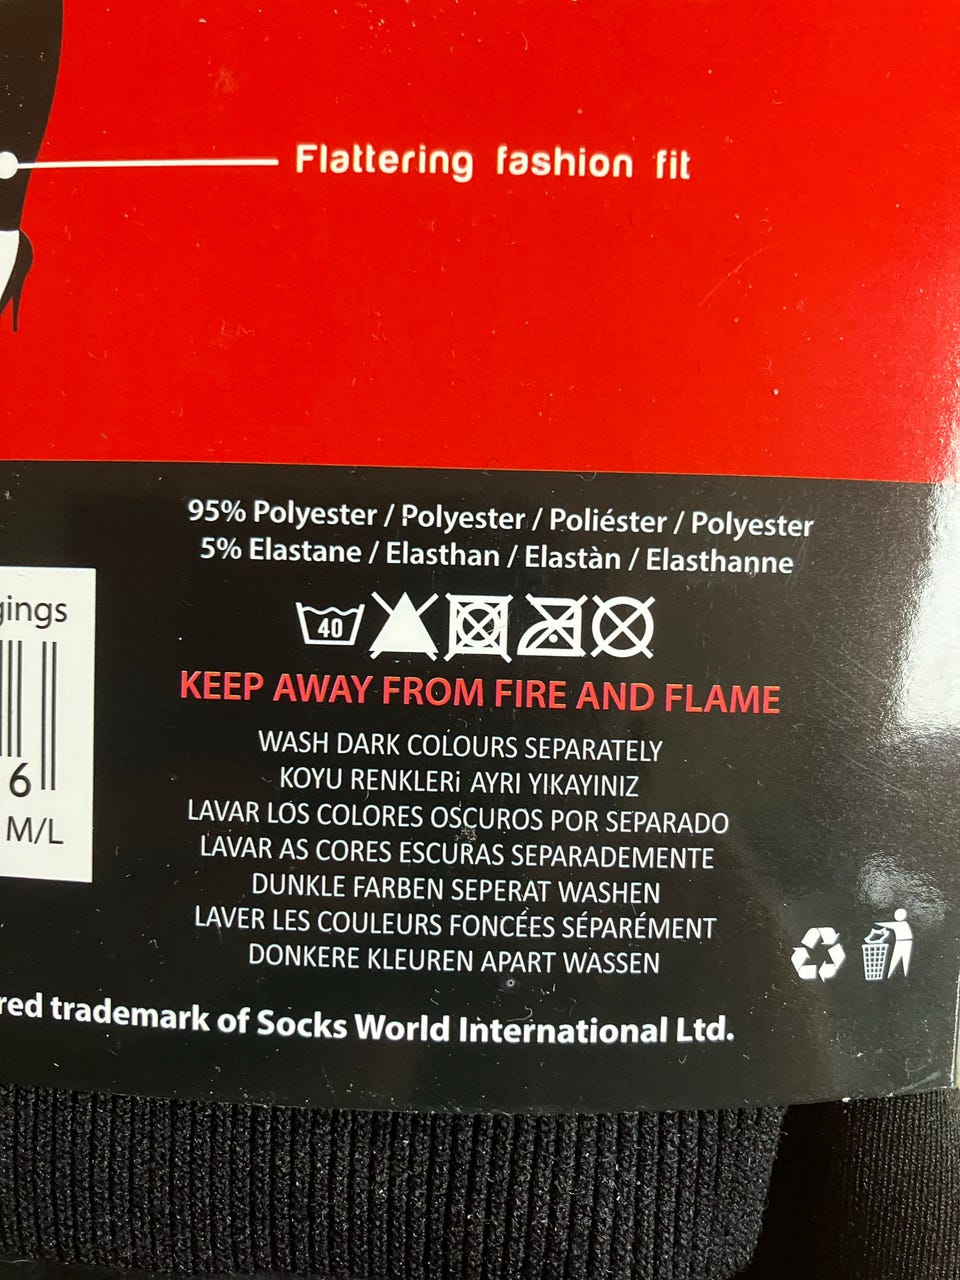 Flattering fashion fit
95% Polyester / Polyester / Poliéster / Polyester
5% Elastane / Elasthan / Elastàn / Elasthanne
gings
40
KEEP AWAY FROM FIRE AND FLAME
WASH DARK COLOURS SEPARATELY
KOYU RENKLERi AYRI YIKAYINIZ
6
LAVAR LOS COLORES OSCUROS POR SEPARADO
M/L
LAVAR AS CORES ESCURAS SEPARADEMENTE
DUNKLE FARBEN SEPERAT WASHEN
LAVER LES COULEURS FONCÉES SÉPARÉMENT
DONKERE KLEUREN APART WASSEN
red trademark of Socks World International Ltd.